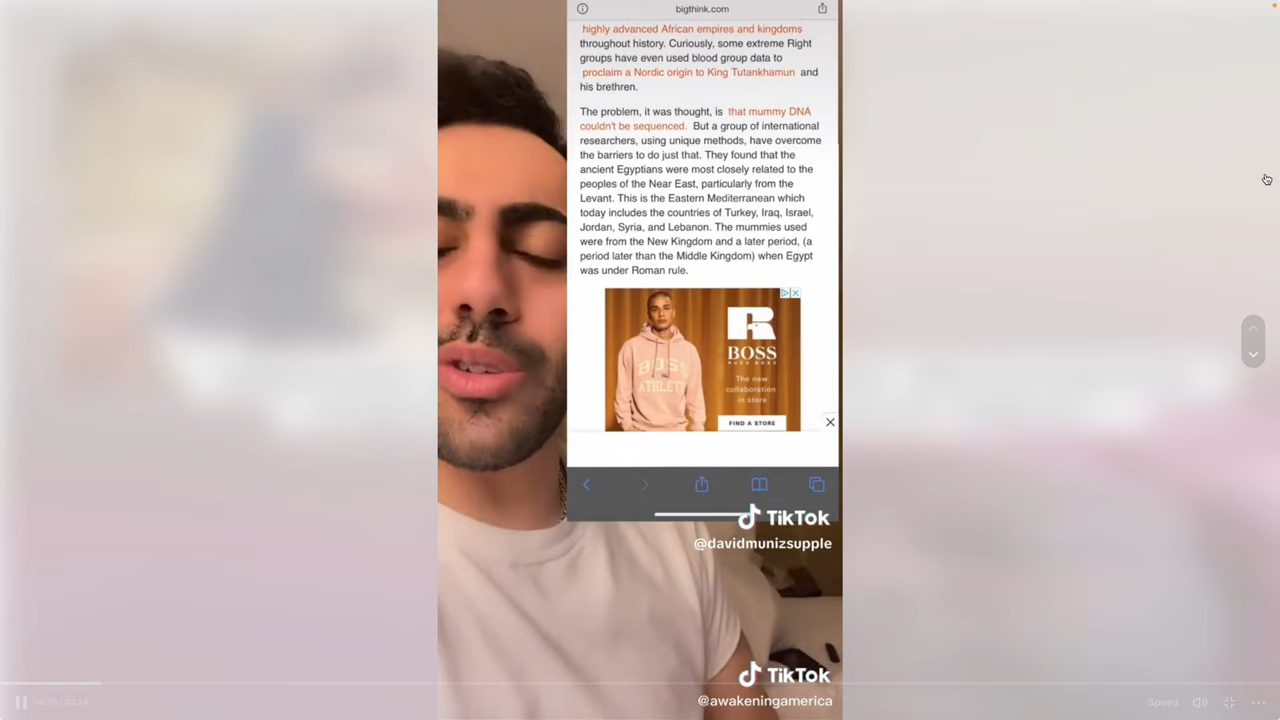 bigthink.com
highly advanced African empires and kingdoms
throughout history. Curiously, some extreme Right
groups have even used blood group data to
proclaim a Nordic origin to King Tutankhamun and
his brethren.
The problem, it was thought, is that mummy DNA
couldn't be sequenced. But a group of international
researchers, using unique methods, have overcome
the barriers to do just that. They found that the
ancient Egyptians were most closely related to the
peoples of the Near East, particularly from the
Levant. This is the Eastern Mediterranean which
today includes the countries of Turkey, Iraq, Israel,
Jordan, Syria, and Lebanon. The mummies used
were from the New Kingdom and a later period, (a
period later than the Middle Kingdom) when Egypt
was under Roman rule.
R
BOSS
HUGO BOSS
The new
collaboration
in store
FIND A STORE
BOSS
ATHLETI
TikTok
@davidmunizsupple
TikTok
@awakeningamerica
Speed